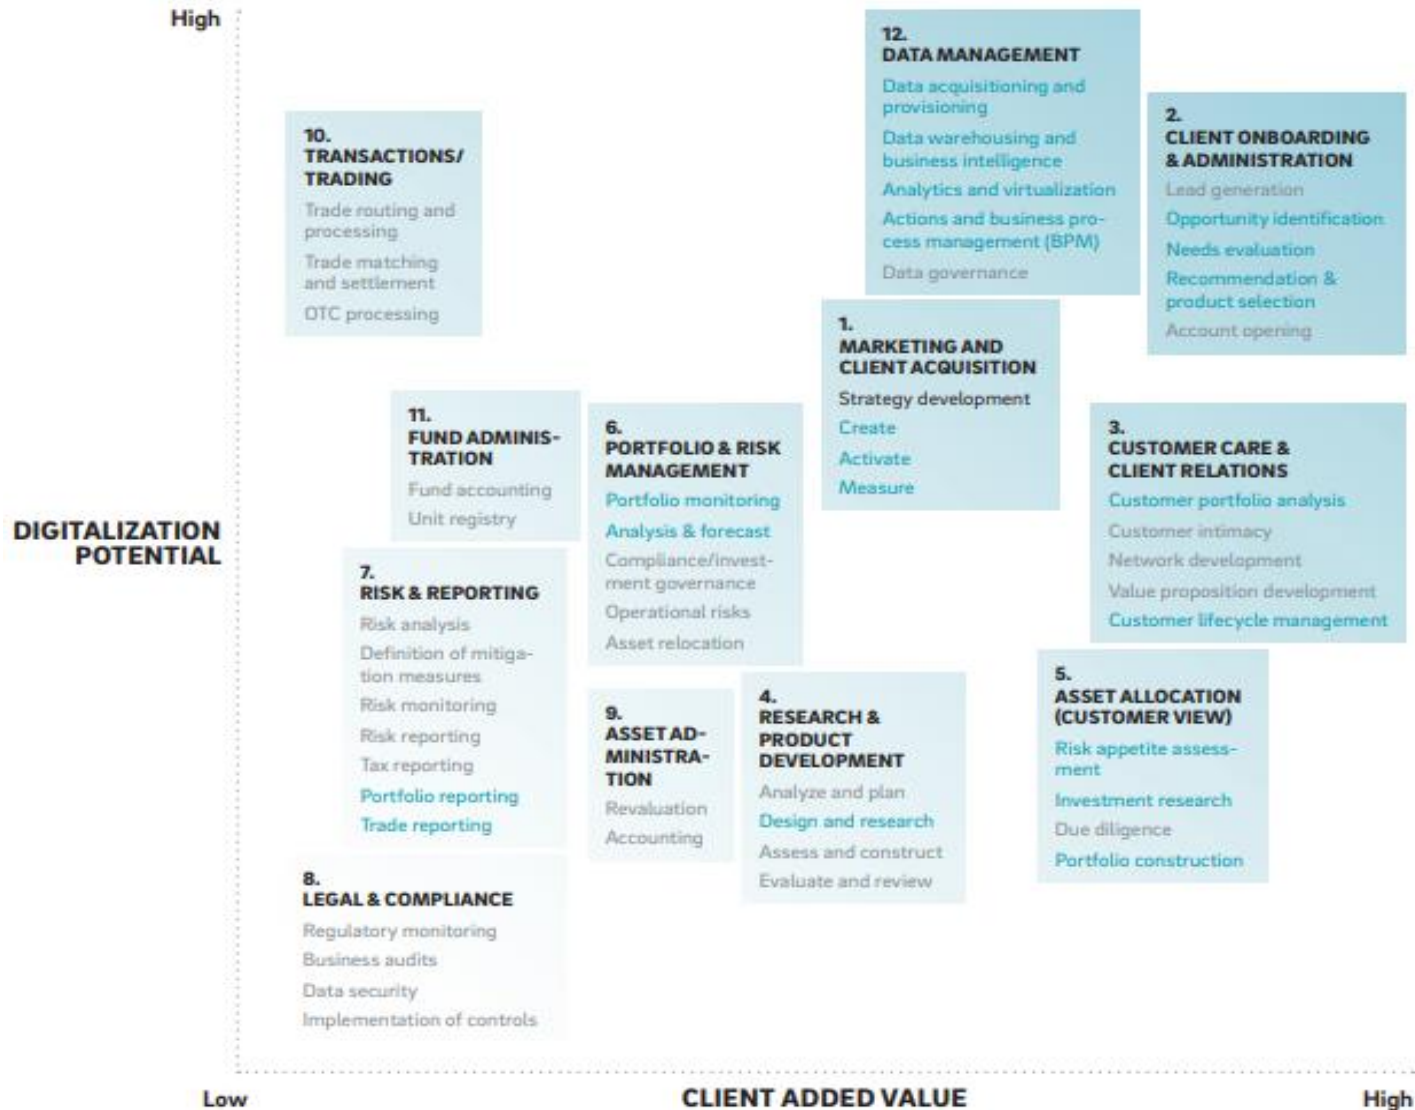 High
12.
DATA MANAGEMENT
Data acquisitioning and
provisioning
Data warehousing and
business intelligence
Analytics and virtualization
Actions and business pro-
cess management (BPM)
Data governance
2.
CLIENT ONBOARDING
& ADMINISTRATION
Lead generation
Opportunity identification
Needs evaluation
Recommendation &
product selection
Account opening
10.
TRANSACTIONS/
TRADING
Trade routing and
processing
Trade matching
and settlement
OTC processing
1.
MARKETING AND
CLIENT ACQUISITION
Strategy development
Create
Activate
Measure
11.
FUND ADMINIS-
TRATION
Fund accounting
Unit registry
6.
PORTFOLIO & RISK
MANAGEMENT
Portfolio monitoring
Analysis & forecast
Compliance/invest-
ment governance
Operational risks
Asset relocation
3.
CUSTOMER CARE &
CLIENT RELATIONS
Customer portfolio analysis
Customer intimacy
Network development
Value proposition development
Customer lifecycle management
DIGITALIZATION
POTENTIAL
7.
RISK & REPORTING
Risk analysis
Definition of mitiga-
tion measures
Risk monitoring
Risk reporting
Tax reporting
Portfolio reporting
Trade reporting
9.
ASSET AD-
MINISTRA-
TION
Revaluation
Accounting
4.
RESEARCH &
PRODUCT
DEVELOPMENT
Analyze and plan
Design and research
Assess and construct
Evaluate and review
5.
ASSET ALLOCATION
(CUSTOMER VIEW)
Risk appetite assess-
ment
Investment research
Due diligence
Portfolio construction
8.
LEGAL & COMPLIANCE
Regulatory monitoring
Business audits
Data security
Implementation of controls
Low
CLIENT ADDED VALUE
High